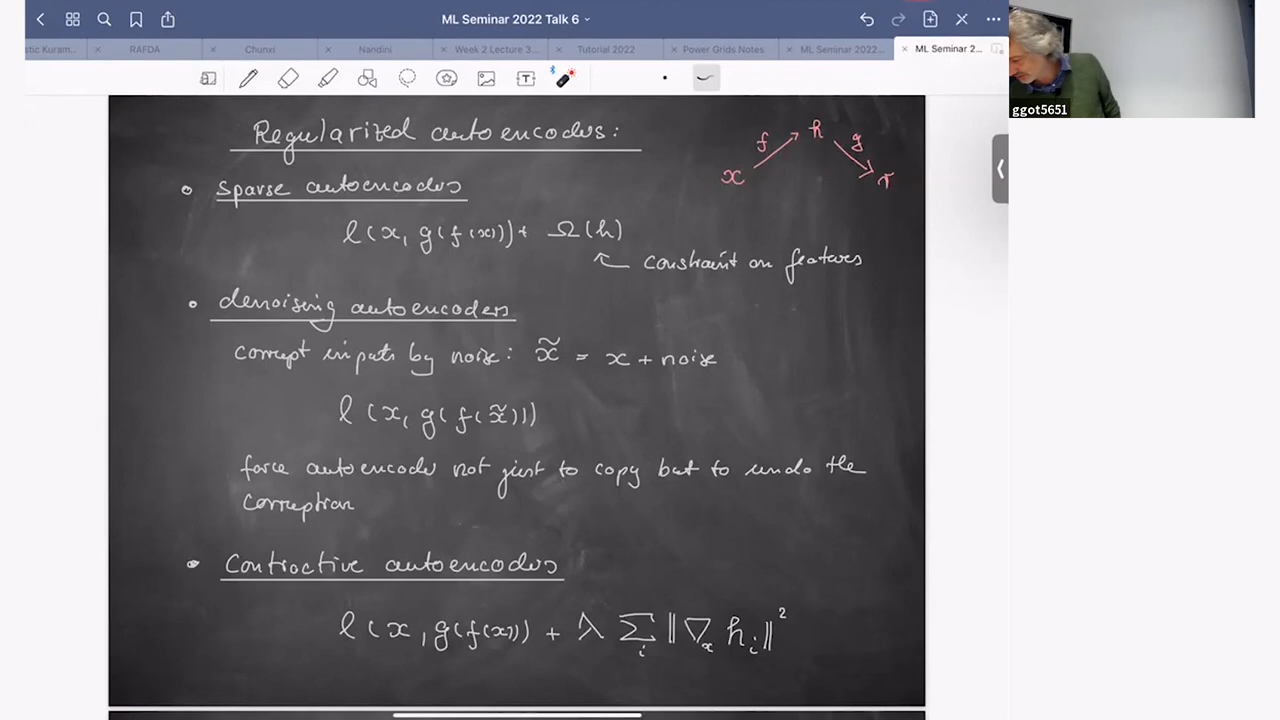 ML Seminar 2022 Talk 6
stic Kuram...
RAFDA
Chunxi
Nandini
Week 2 Lecture 3...
Tutorial 2022
Power Grids Notes
ML Seminar 2022...
ML Seminar 2...
ggot5651
Regularized autoencoders:
x f h g r
• sparse autoencoders
l(x, g(f(x))) + Ω(h)
↖ constraint on features
• denoising autoencoders
corrupt inputs by noise: x̃ = x + noise
l(x, g(f(x̃)))
force autoencoder not just to copy but to undo the
corruption
• Contractive autoencoders
l(x, g(f(x))) + λ ∑ᵢ ‖∇ₓ hᵢ‖²